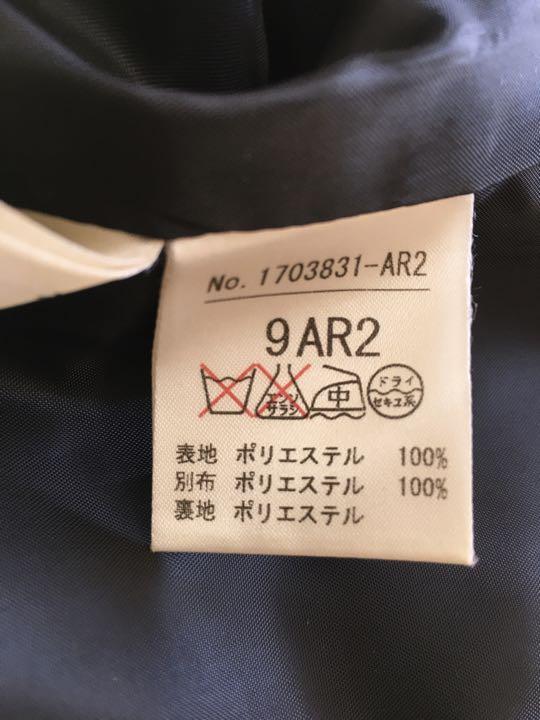 No. 1703831-AR2
9AR2
エンソ
サラシ
中
ドライ
セキユ系
表地 ポリエステル 100%
別布 ポリエステル 100%
裏地 ポリエステル